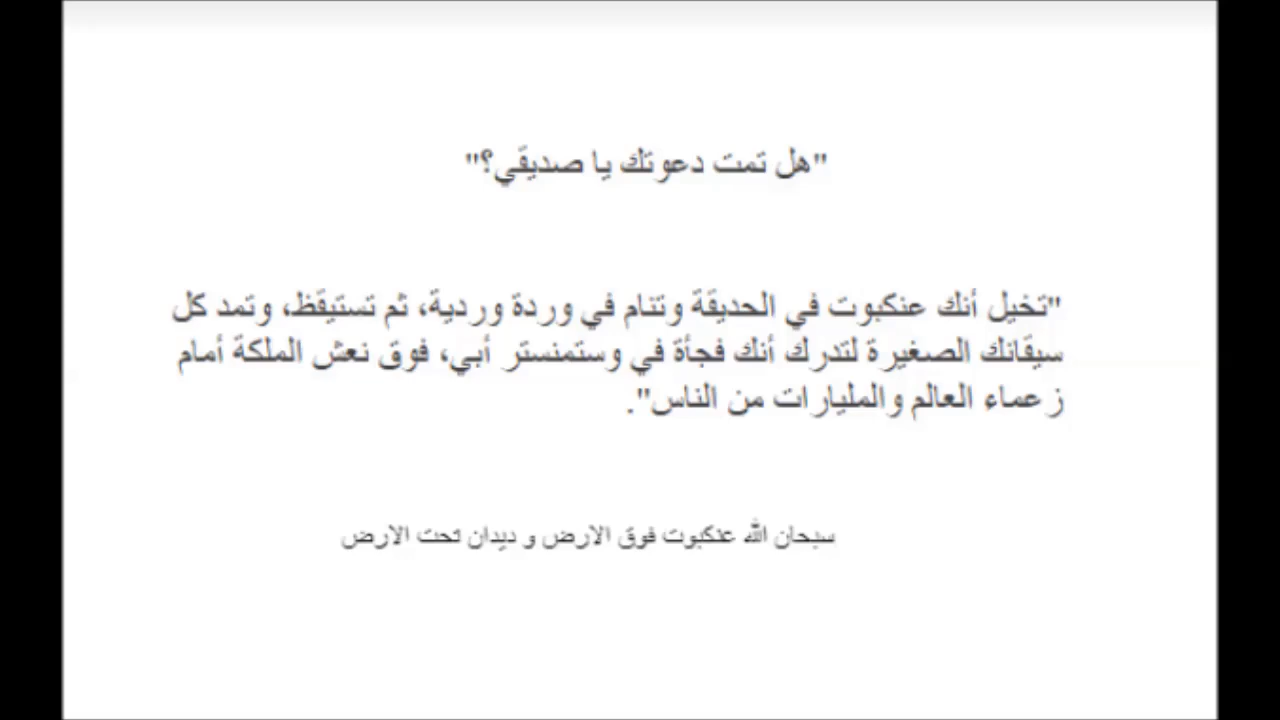 "هل تمت دعوتك يا صديقي؟"
"تخيل أنك عنكبوت في الحديقة وتنام في وردة وردية، ثم تستيقظ، وتمد كل
سيقانك الصغيرة لتدرك أنك فجأة في وستمنستر أبي، فوق نعش الملكة أمام
زعماء العالم والمليارات من الناس".
سبحان الله عنكبوت فوق الارض و ديدان تحت الارض